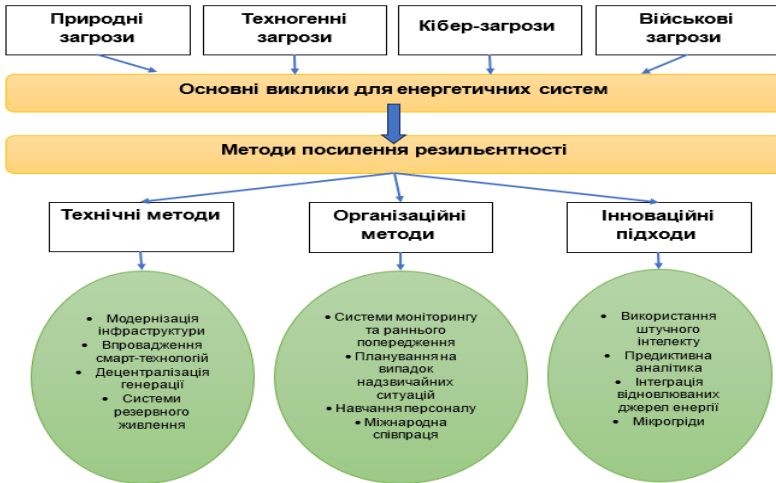 Природні
загрози
Техногенні
загрози
Кібер-загрози
Військові
загрози
Основні виклики для енергетичних систем
Методи посилення резильєнтності
Технічні методи
Організаційні
методи
Інноваційні
підходи
• Модернізація
інфраструктури
• Впровадження
смарт-технологій
• Децентралізація
генерації
• Системи
резервного
живлення
• Системи моніторингу
та раннього
попередження
• Планування на
випадок
надзвичайних
ситуацій
• Навчання персоналу
• Міжнародна
співпраця
• Використання
штучного
інтелекту
• Предиктивна
аналітика
• Інтеграція
відновлюваних
джерел енергії
• Мікрогріди